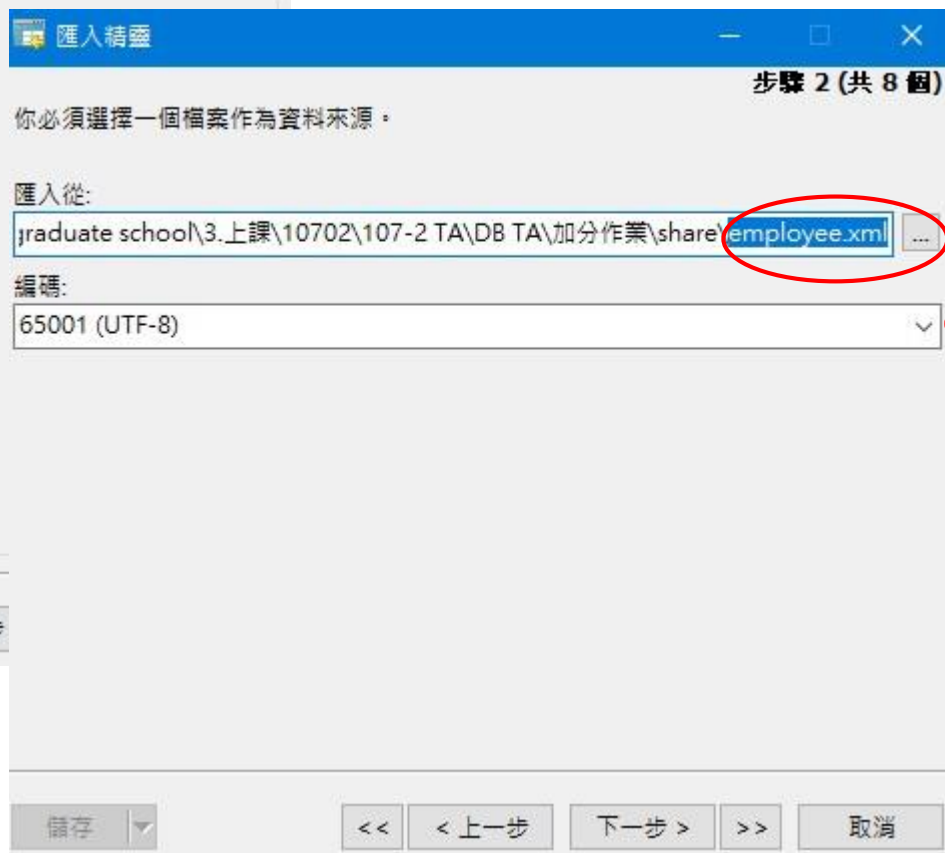 匯入精靈
步驟 2 (共 8 個)
你必須選擇一個檔案作為資料來源。
匯入從:
graduate school\3.上課\10702\107-2 TA\DB TA\加分作業\share\employee.xml
...
編碼:
65001 (UTF-8)
儲存
<<
< 上一步
下一步 >
>>
取消